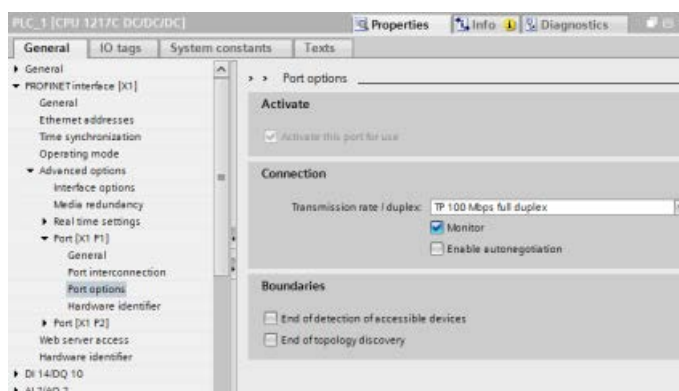 PLC_1 [CPU 1217C DC/DC/DC]
Properties
Info
Diagnostics
General
IO tags
System constants
Texts
General
PROFINET interface [X1]
General
Ethernet addresses
Time synchronization
Operating mode
Advanced options
Interface options
Media redundancy
Real time settings
Port [X1 P1]
General
Port interconnection
Port options
Hardware identifier
Port [X1 P2]
Web server access
Hardware identifier
DI 14/DQ 10
> > Port options
Activate
Activate this port for use
Connection
Transmission rate / duplex: TP 100 Mbps full duplex
Monitor
Enable autonegotiation
Boundaries
End of detection of accessible devices
End of topology discovery